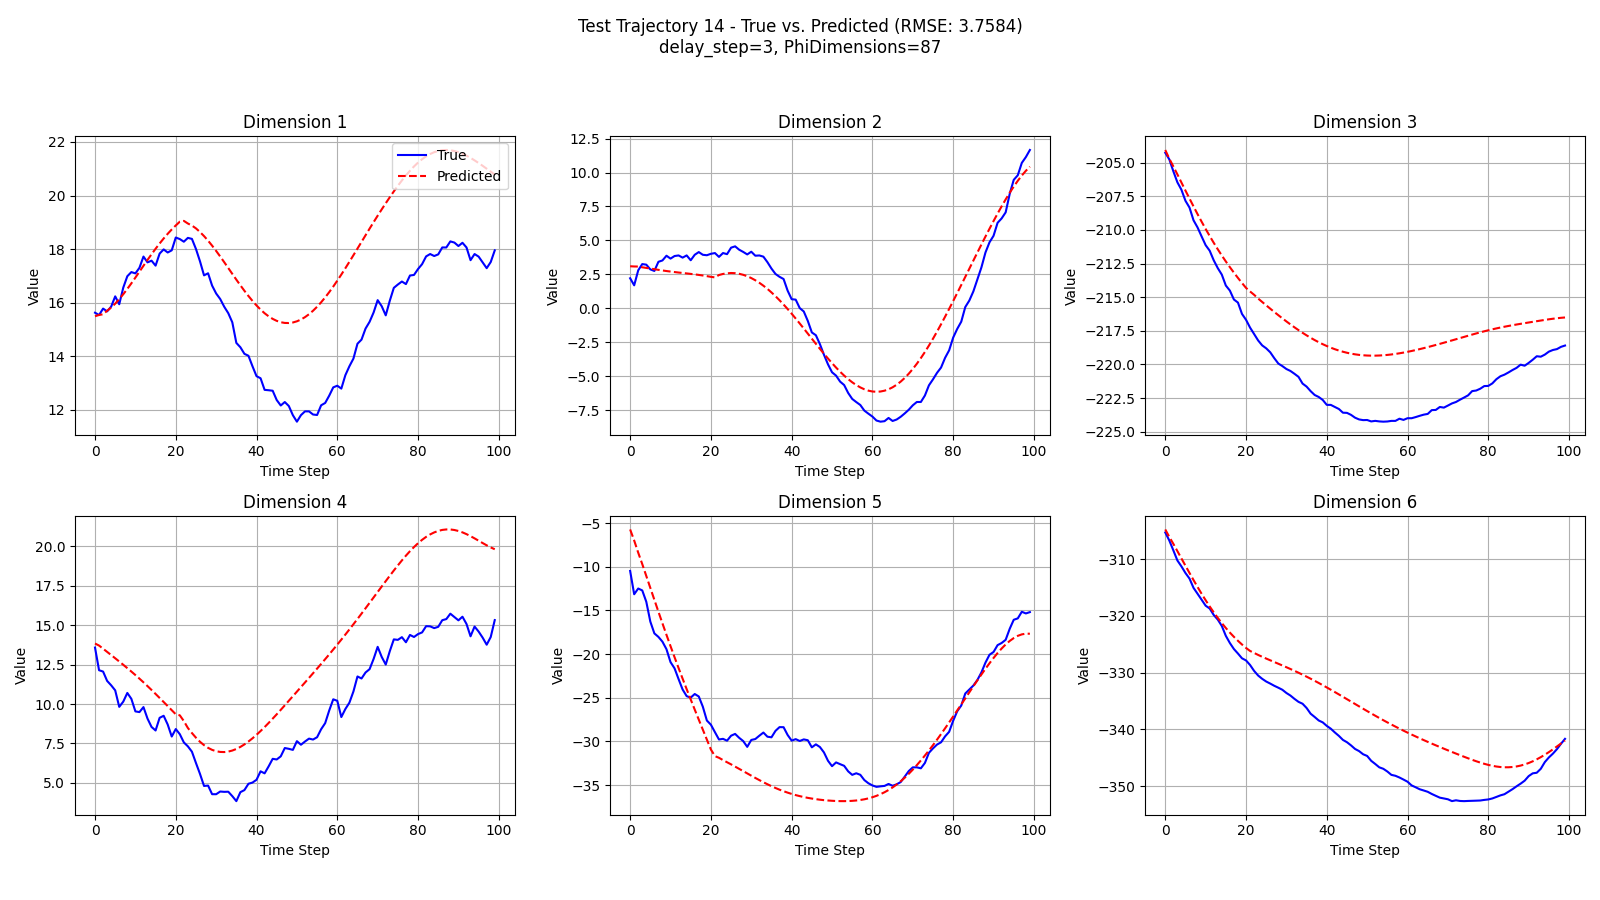 Test Trajectory 14 - True vs. Predicted (RMSE: 3.7584)
delay_step=3, PhiDimensions=87
Dimension 1
22
20
18
16
14
12
Value
0 20 40 60 80 100
Time Step
True
Predicted
Dimension 2
12.5
10.0
7.5
5.0
2.5
0.0
−2.5
−5.0
−7.5
Value
0 20 40 60 80 100
Time Step
Dimension 3
−205.0
−207.5
−210.0
−212.5
−215.0
−217.5
−220.0
−222.5
−225.0
Value
0 20 40 60 80 100
Time Step
Dimension 4
20.0
17.5
15.0
12.5
10.0
7.5
5.0
Value
0 20 40 60 80 100
Time Step
Dimension 5
−5
−10
−15
−20
−25
−30
−35
Value
0 20 40 60 80 100
Time Step
Dimension 6
−310
−320
−330
−340
−350
Value
0 20 40 60 80 100
Time Step